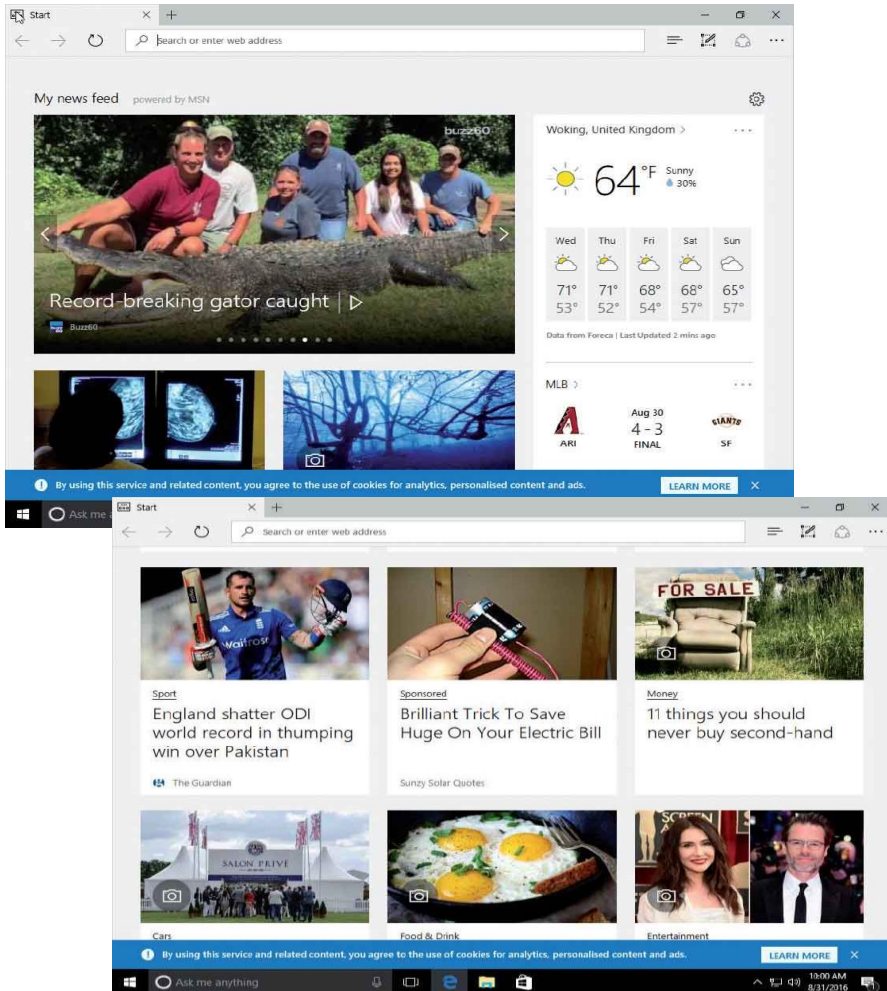 Start
Search or enter web address
My news feed powered by MSN
buzz60
Record-breaking gator caught
Buzz60
Woking, United Kingdom
64 °F Sunny
30%
Wed Thu Fri Sat Sun
71° 71° 68° 68° 65°
53° 52° 54° 57° 57°
Data from Foreca | Last Updated 2 mins ago
MLB
Aug 30
4 - 3
GIANTS
ARI FINAL SF
By using this service and related content, you agree to the use of cookies for analytics, personalised content and ads. LEARN MORE
Ask me
Start
Search or enter web address
Waitrose
FOR SALE
Sport
England shatter ODI
world record in thumping
win over Pakistan
The Guardian
Sponsored
Brilliant Trick To Save
Huge On Your Electric Bill
Sunzy Solar Quotes
Money
11 things you should
never buy second-hand
SALON PRIVÉ
SCREEN
Cars
Food & Drink
Entertainment
By using this service and related content, you agree to the use of cookies for analytics, personalised content and ads. LEARN MORE
Ask me anything
10:00 AM
8/31/2016